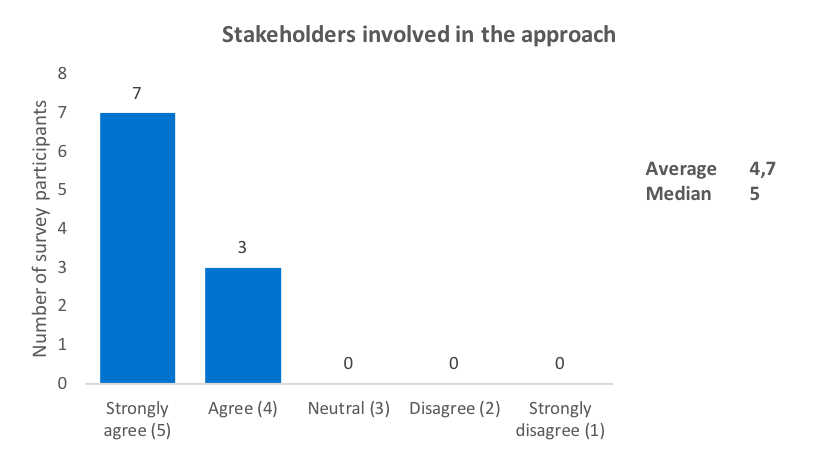 Stakeholders involved in the approach
Number of survey participants
8
7
6
5
4
3
2
1
0
7
3
0
0
0
Strongly
agree (5)
Agree (4)
Neutral (3)
Disagree (2)
Strongly
disagree (1)
Average 4,7
Median 5